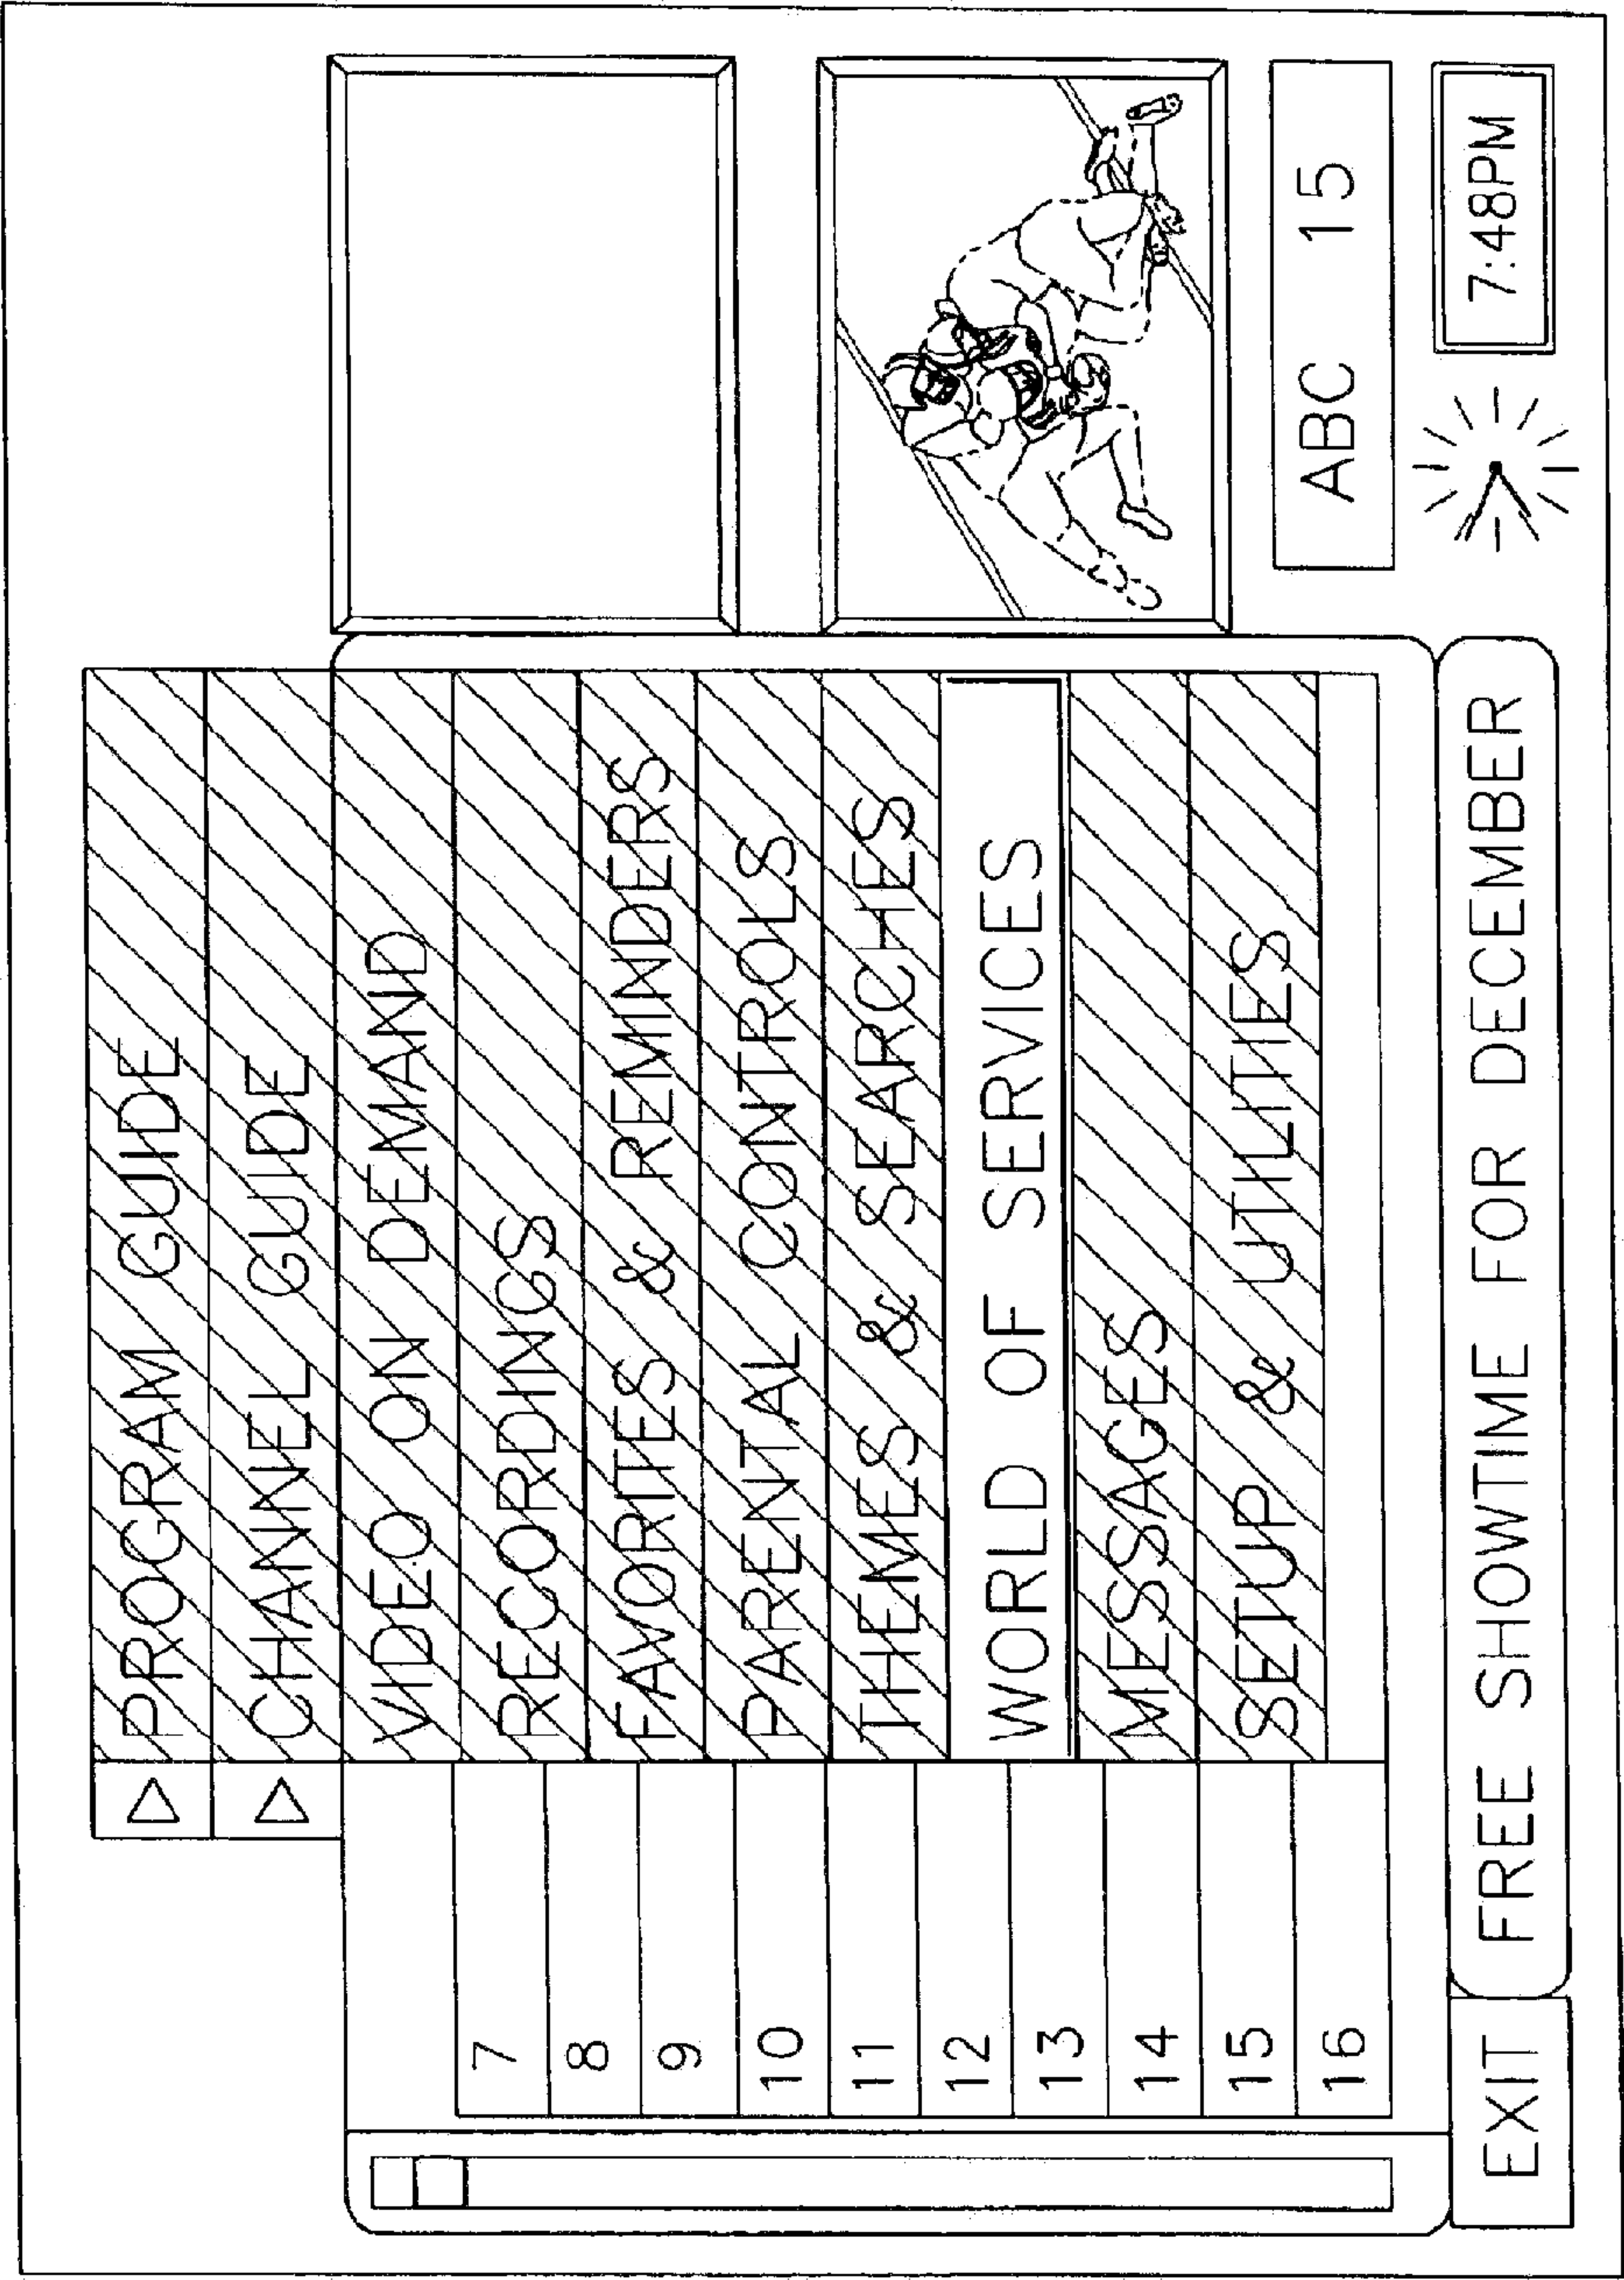 PROGRAM GUIDE
CHANNEL GUIDE
VIDEO ON DEMAND
RECORDINGS
FAVORITES & REMINDERS
PARENTAL CONTROLS
THEMES & SEARCHES
WORLD OF SERVICES
MESSAGES
SETUP & UTILITIES
7
8
9
10
11
12
13
14
15
16
ABC 15
EXIT
FREE SHOWTIME FOR DECEMBER
7:48PM